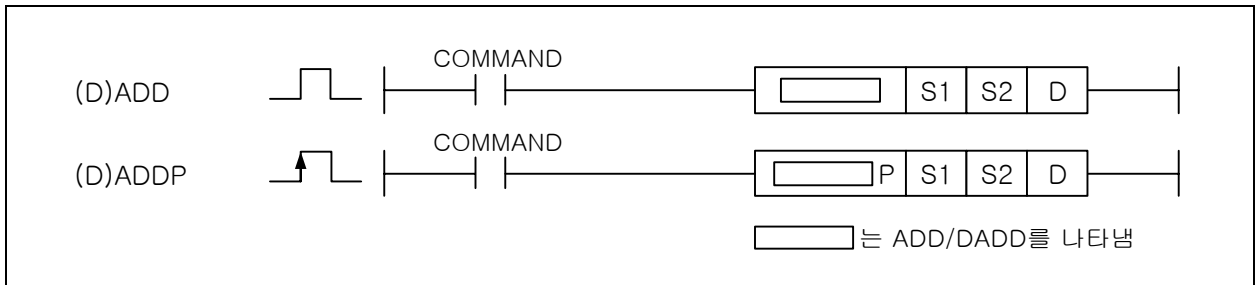 COMMAND
(D)ADD S1 S2 D
COMMAND
(D)ADDP P S1 S2 D
는 ADD/DADD를 나타냄